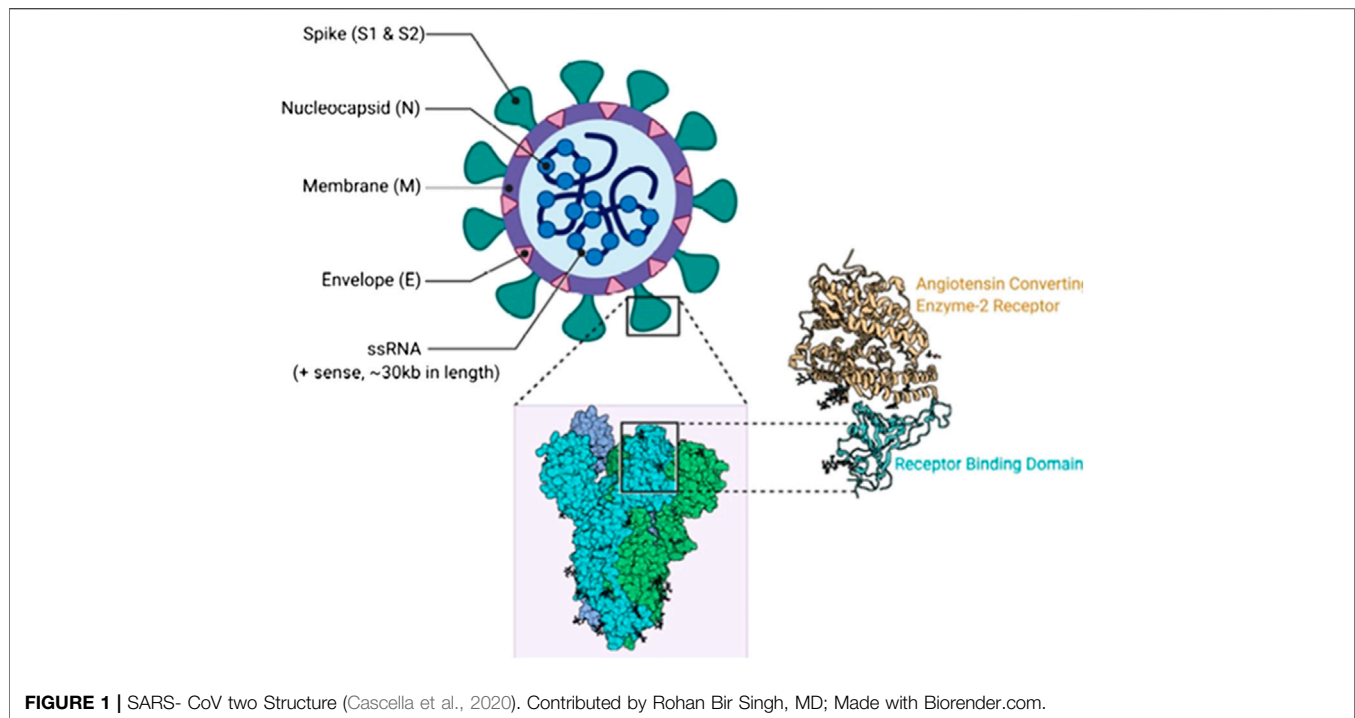 Spike (S1 & S2)
Nucleocapsid (N)
Membrane (M)
Envelope (E)
ssRNA
(+ sense, ~30kb in length)
Angiotensin Converting
Enzyme-2 Receptor
Receptor Binding Domain
FIGURE 1 | SARS- CoV two Structure (Cascella et al., 2020). Contributed by Rohan Bir Singh, MD; Made with Biorender.com.